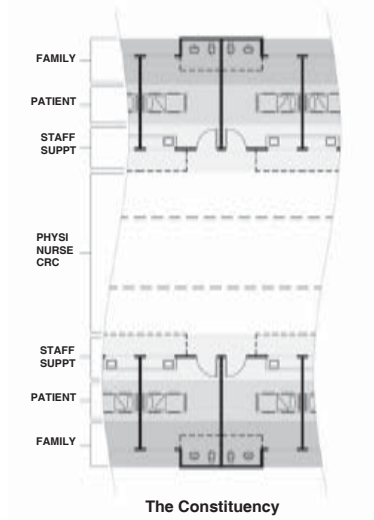 FAMILY
PATIENT
STAFF
SUPPT
PHYSI
NURSE
CRC
STAFF
SUPPT
PATIENT
FAMILY
The Constituency